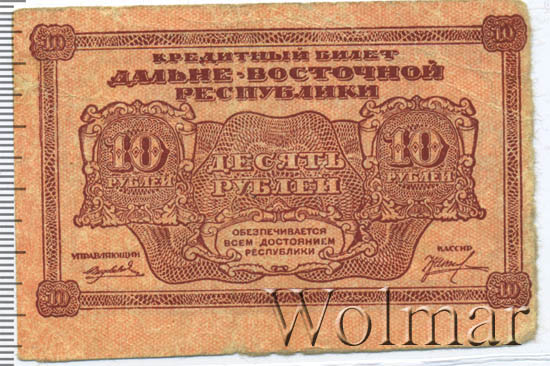 10 10
КРЕДИТНЫЙ БИЛЕТ
ДАЛЬНЕ-ВОСТОЧНОЙ
РЕСПУБЛИКИ
10 РУБЛЕЙ
ДЕСЯТЬ
РУБЛЕЙ
10 РУБЛЕЙ
ОБЕЗПЕЧИВАЕТСЯ
ВСЕМ ДОСТОЯНИЕМ
РЕСПУБЛИКИ
УПРАВЛЯЮЩИЙ
КАССИР
10 10
Wolmar